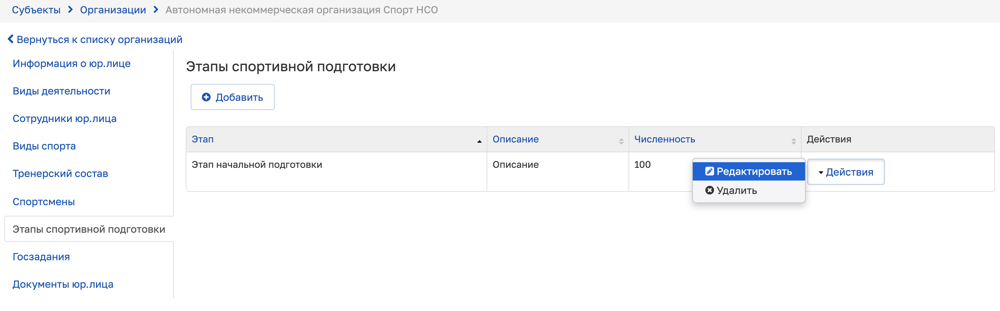 Субъекты > Организации > Автономная некоммерческая организация Спорт НСО
Вернуться к списку организаций
Информация о юр.лице
Виды деятельности
Сотрудники юр.лица
Виды спорта
Тренерский состав
Спортсмены
Этапы спортивной подготовки
Госзадания
Документы юр.лица
Этапы спортивной подготовки
Добавить
Этап Описание Численность Действия
Этап начальной подготовки Описание 100 Действия
Редактировать
Удалить